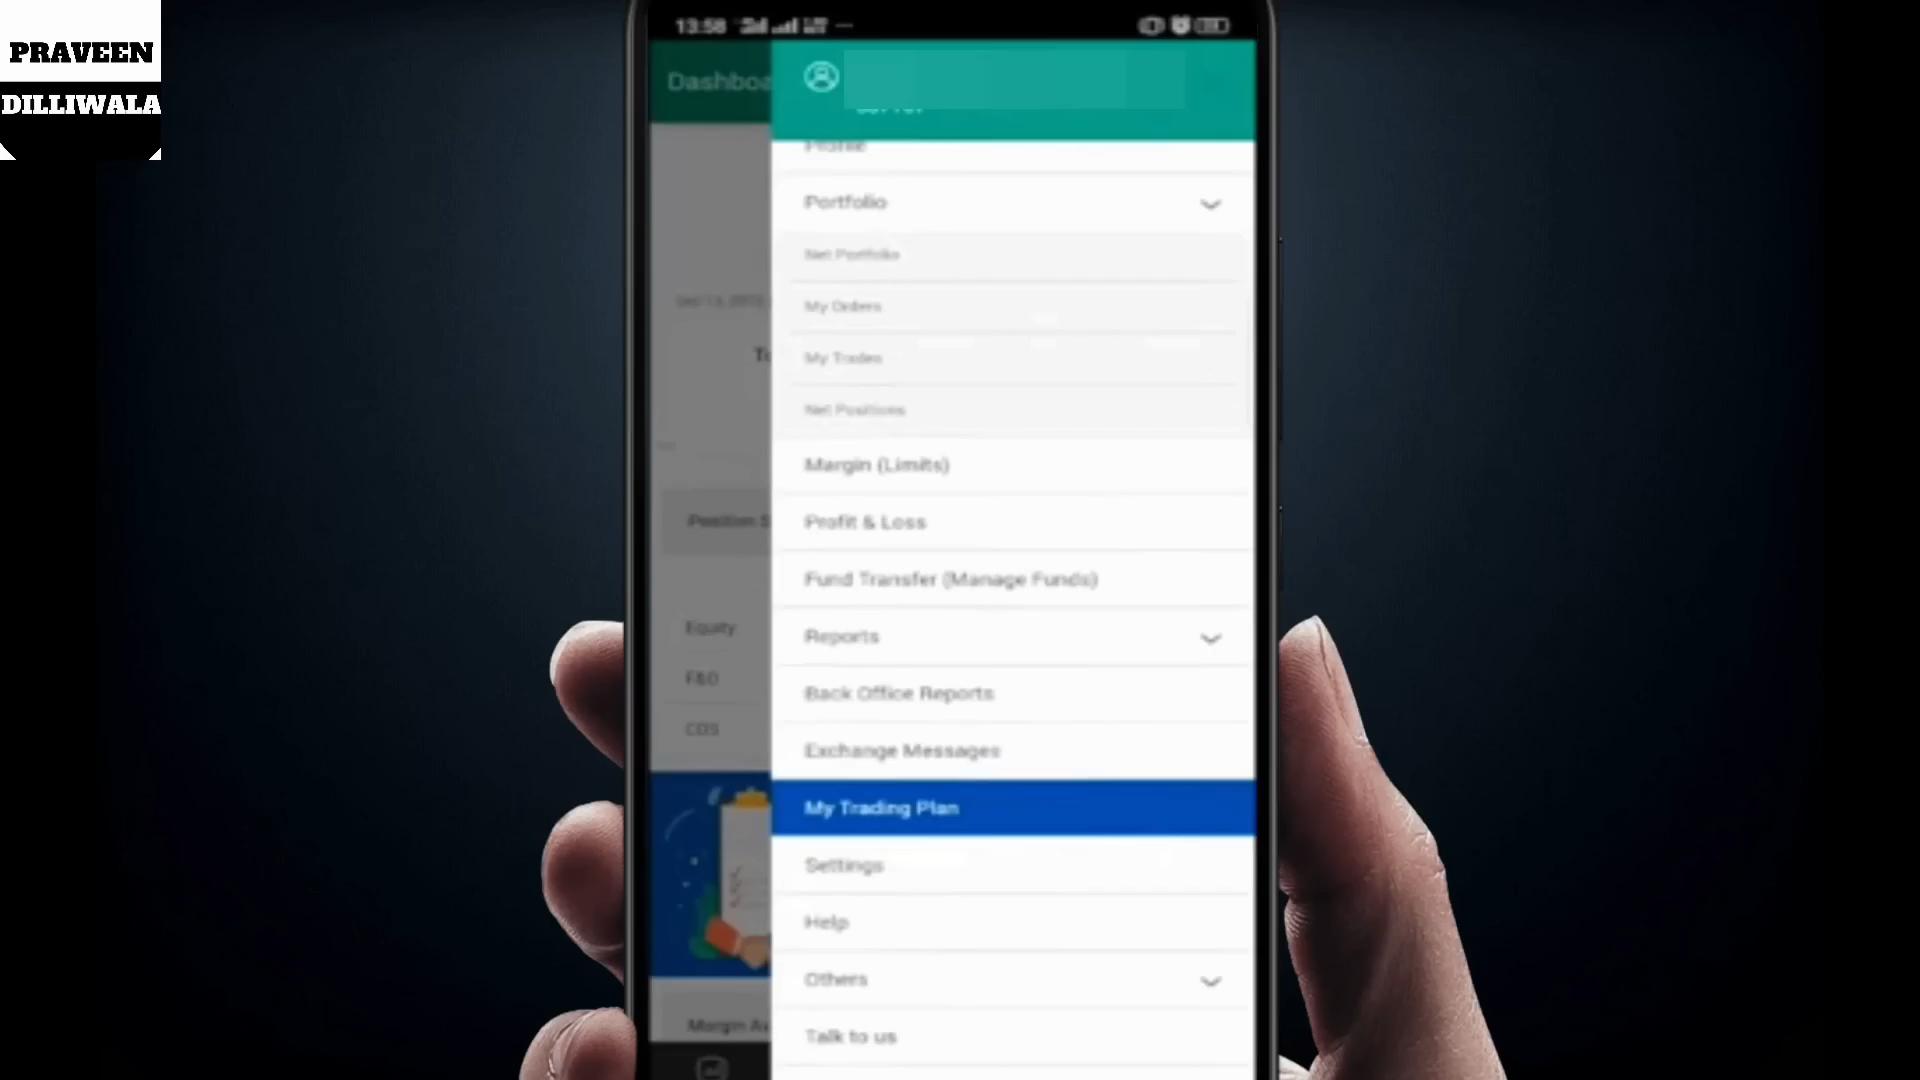 PRAVEEN
DILLIWALA
13:58
Dashboa
Profile
Portfolio
Net Portfolio
My Orders
My Trades
Net Positions
Margin (Limits)
Position S
Profit & Loss
Fund Transfer (Manage Funds)
Equity
Reports
F&O
Back Office Reports
CDS
Exchange Messages
My Trading Plan
Settings
Help
Others
Margin Av
Talk to us